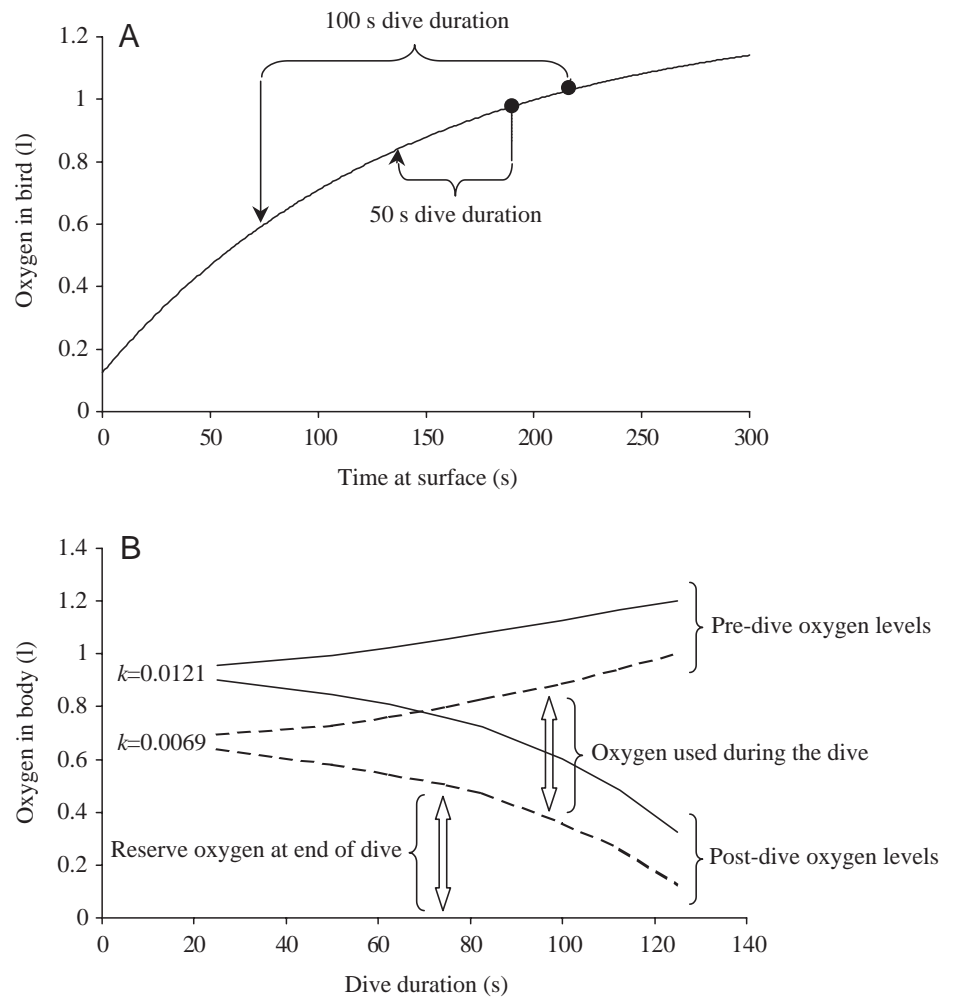 A
100 s dive duration
50 s dive duration
1.2
1
0.8
0.6
0.4
0.2
0
Oxygen in bird (l)
0 50 100 150 200 250 300
Time at surface (s)
B
1.4
1.2
1
0.8
0.6
0.4
0.2
0
Oxygen in body (l)
k=0.0121
k=0.0069
Pre-dive oxygen levels
Oxygen used during the dive
Reserve oxygen at end of dive
Post-dive oxygen levels
0 20 40 60 80 100 120 140
Dive duration (s)